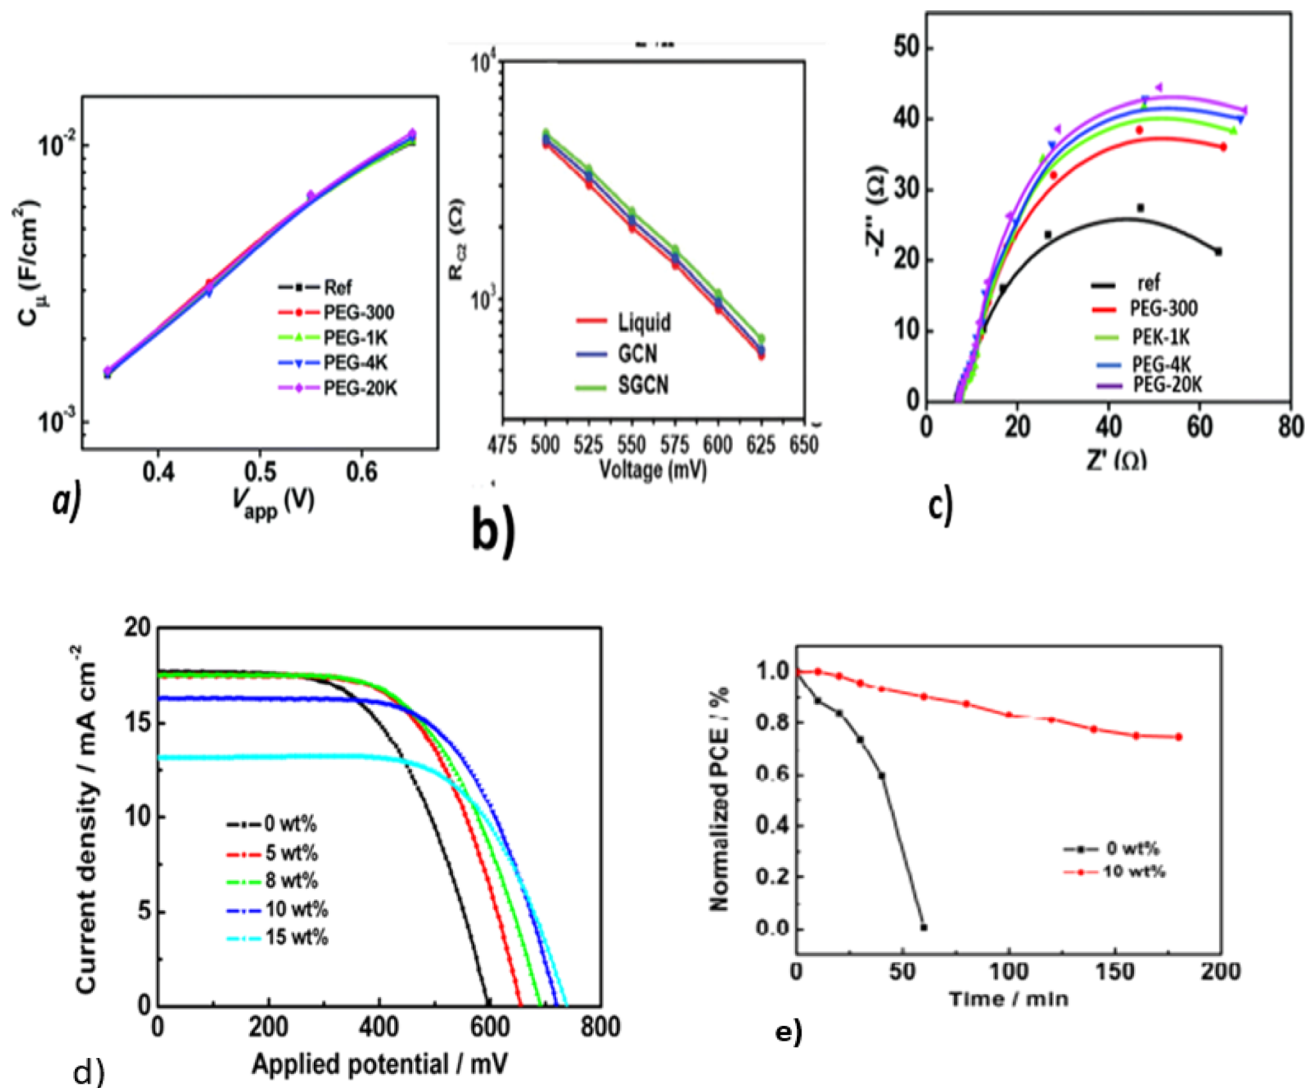 10⁻²
10⁻³
Cμ (F/cm²)
Ref
PEG-300
PEG-1K
PEG-4K
PEG-20K
0.4
0.5
0.6
Vapp (V)
a)
10⁴
10³
Liquid
GCN
SGCN
475 500 525 550 575 600 625 650
Voltage (mV)
b)
50
40
30
20
10
0
-Z'' (Ω)
ref
PEG-300
PEK-1K
PEG-4K
PEG-20K
0 20 40 60 80
Z' (Ω)
c)
20
15
10
5
0
Current density / mA cm⁻²
0 wt%
5 wt%
8 wt%
10 wt%
15 wt%
0 200 400 600 800
Applied potential / mV
d)
1.0
0.8
0.6
0.4
0.2
0.0
Normalized PCE / %
0 wt%
10 wt%
0 50 100 150 200
Time / min
e)